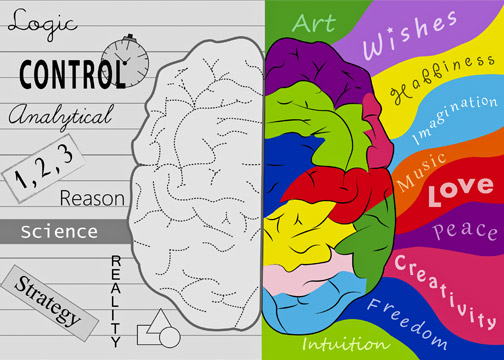 Logic
CONTROL
Analytical
1, 2, 3
Reason
Science
Strategy
REALITY
Art
Wishes
Haffiness
Imagination
Music
Love
Peace
Creativity
Freedom
Intuition